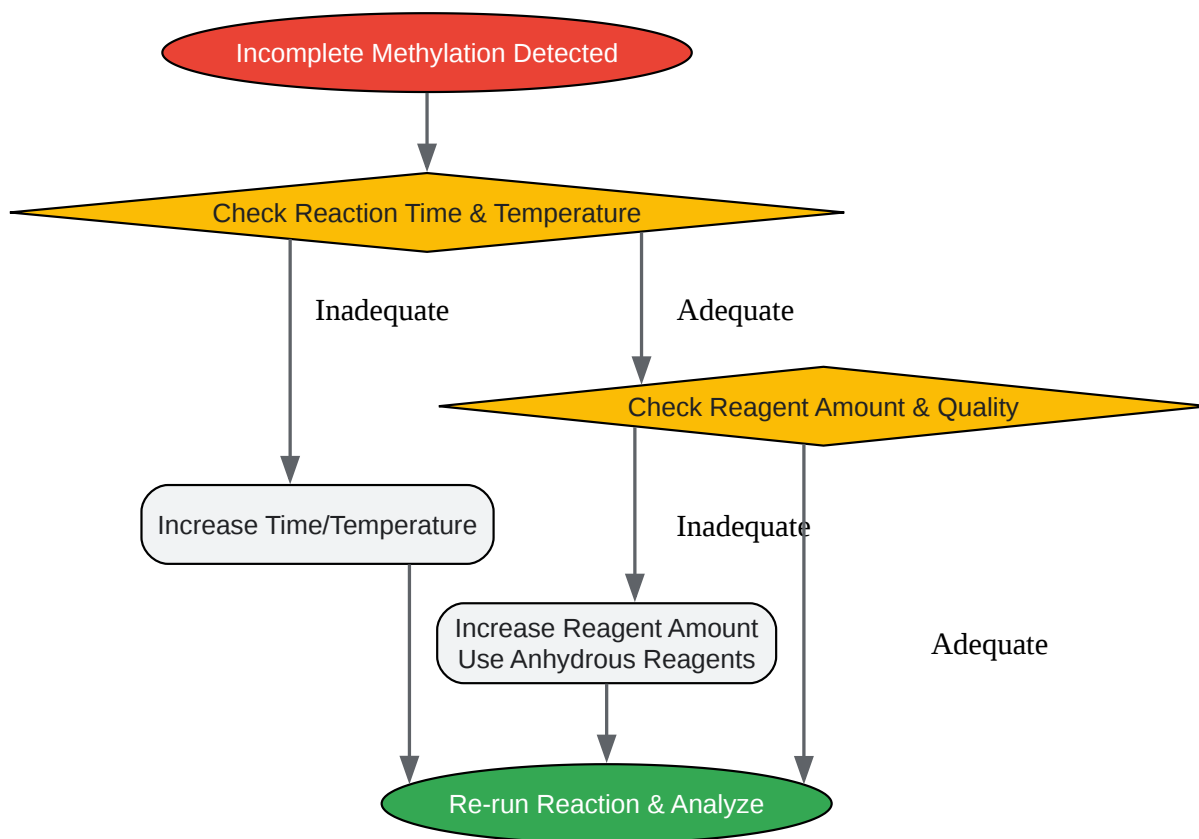 Incomplete Methylation Detected
Check Reaction Time & Temperature
Inadequate
Adequate
Check Reagent Amount & Quality
Increase Time/Temperature
Inadequate
Increase Reagent Amount
Use Anhydrous Reagents
Adequate
Re-run Reaction & Analyze